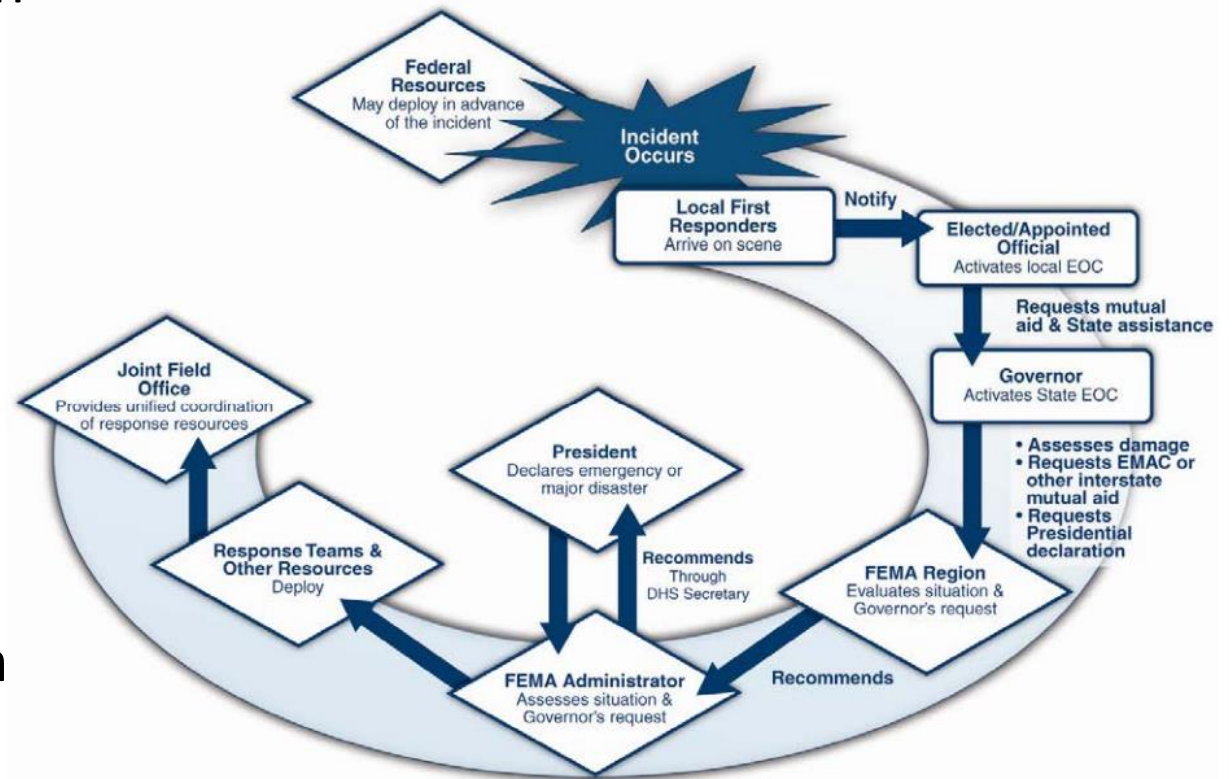 Federal
Resources
May deploy in advance
of the incident
Incident
Occurs
Local First
Responders
Arrive on scene
Notify
Elected/Appointed
Official
Activates local EOC
Requests mutual
aid & State assistance
Governor
Activates State EOC
• Assesses damage
• Requests EMAC or
other interstate
mutual aid
• Requests
Presidential
declaration
FEMA Region
Evaluates situation &
Governor's request
Recommends
FEMA Administrator
Assesses situation &
Governor's request
Recommends
Through
DHS Secretary
President
Declares emergency or
major disaster
Response Teams &
Other Resources
Deploy
Joint Field
Office
Provides unified coordination
of response resources